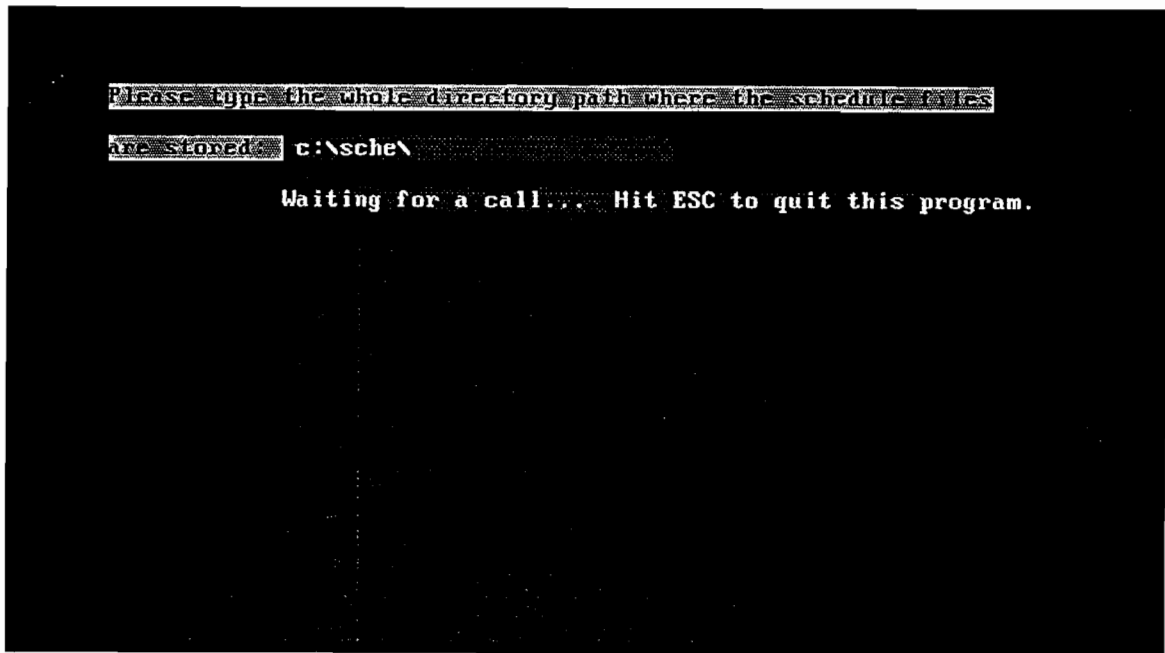 Please type the whole directory path where the schedule files
are stored: c:\sche\
Waiting for a call... Hit ESC to quit this program.